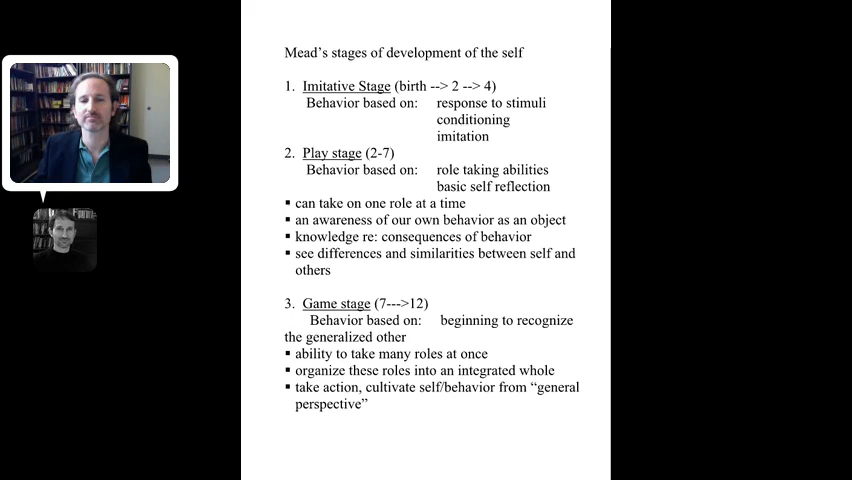 Mead’s stages of development of the self
1. Imitative Stage (birth --> 2 --> 4)
Behavior based on: response to stimuli
conditioning
imitation
2. Play stage (2-7)
Behavior based on: role taking abilities
basic self reflection
▪ can take on one role at a time
▪ an awareness of our own behavior as an object
▪ knowledge re: consequences of behavior
▪ see differences and similarities between self and
others
3. Game stage (7--->12)
Behavior based on: beginning to recognize
the generalized other
▪ ability to take many roles at once
▪ organize these roles into an integrated whole
▪ take action, cultivate self/behavior from “general
perspective”